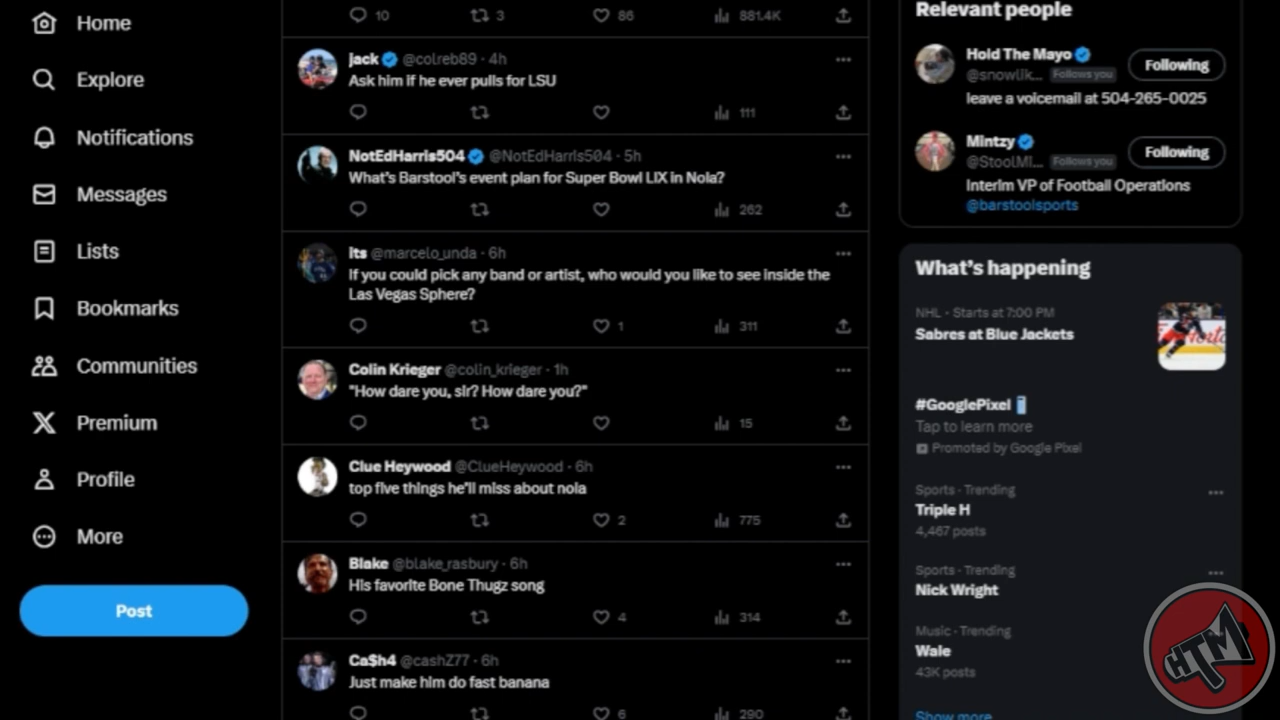 Home
Explore
Notifications
Messages
Lists
Bookmarks
Communities
Premium
Profile
More
Post
10 3 86 881.4K
jack @colreb89 · 4h
Ask him if he ever pulls for LSU
111
NotEdHarris504 @NotEdHarris504 · 5h
What's Barstool's event plan for Super Bowl LIX in Nola?
262
Its @marcelo_unda · 6h
If you could pick any band or artist, who would you like to see inside the
Las Vegas Sphere?
1 311
Colin Krieger @colin_krieger · 1h
"How dare you, sir? How dare you?"
15
Clue Heywood @ClueHeywood · 6h
top five things he'll miss about nola
2 775
Blake @blake_rasbury · 6h
His favorite Bone Thugz song
4 314
Ca$h4 @cashZ77 · 6h
Just make him do fast banana
6 290
Relevant people
Hold The Mayo
@snowlik... Follows you
Following
leave a voicemail at 504-265-0025
Mintzy
@StoolMi... Follows you
Following
Interim VP of Football Operations
@barstoolsports
What's happening
NHL · Starts at 7:00 PM
Sabres at Blue Jackets
#GooglePixel
Tap to learn more
Promoted by Google Pixel
Sports · Trending
Triple H
4,467 posts
Sports · Trending
Nick Wright
Music · Trending
Wale
43K posts
Show more
HTM